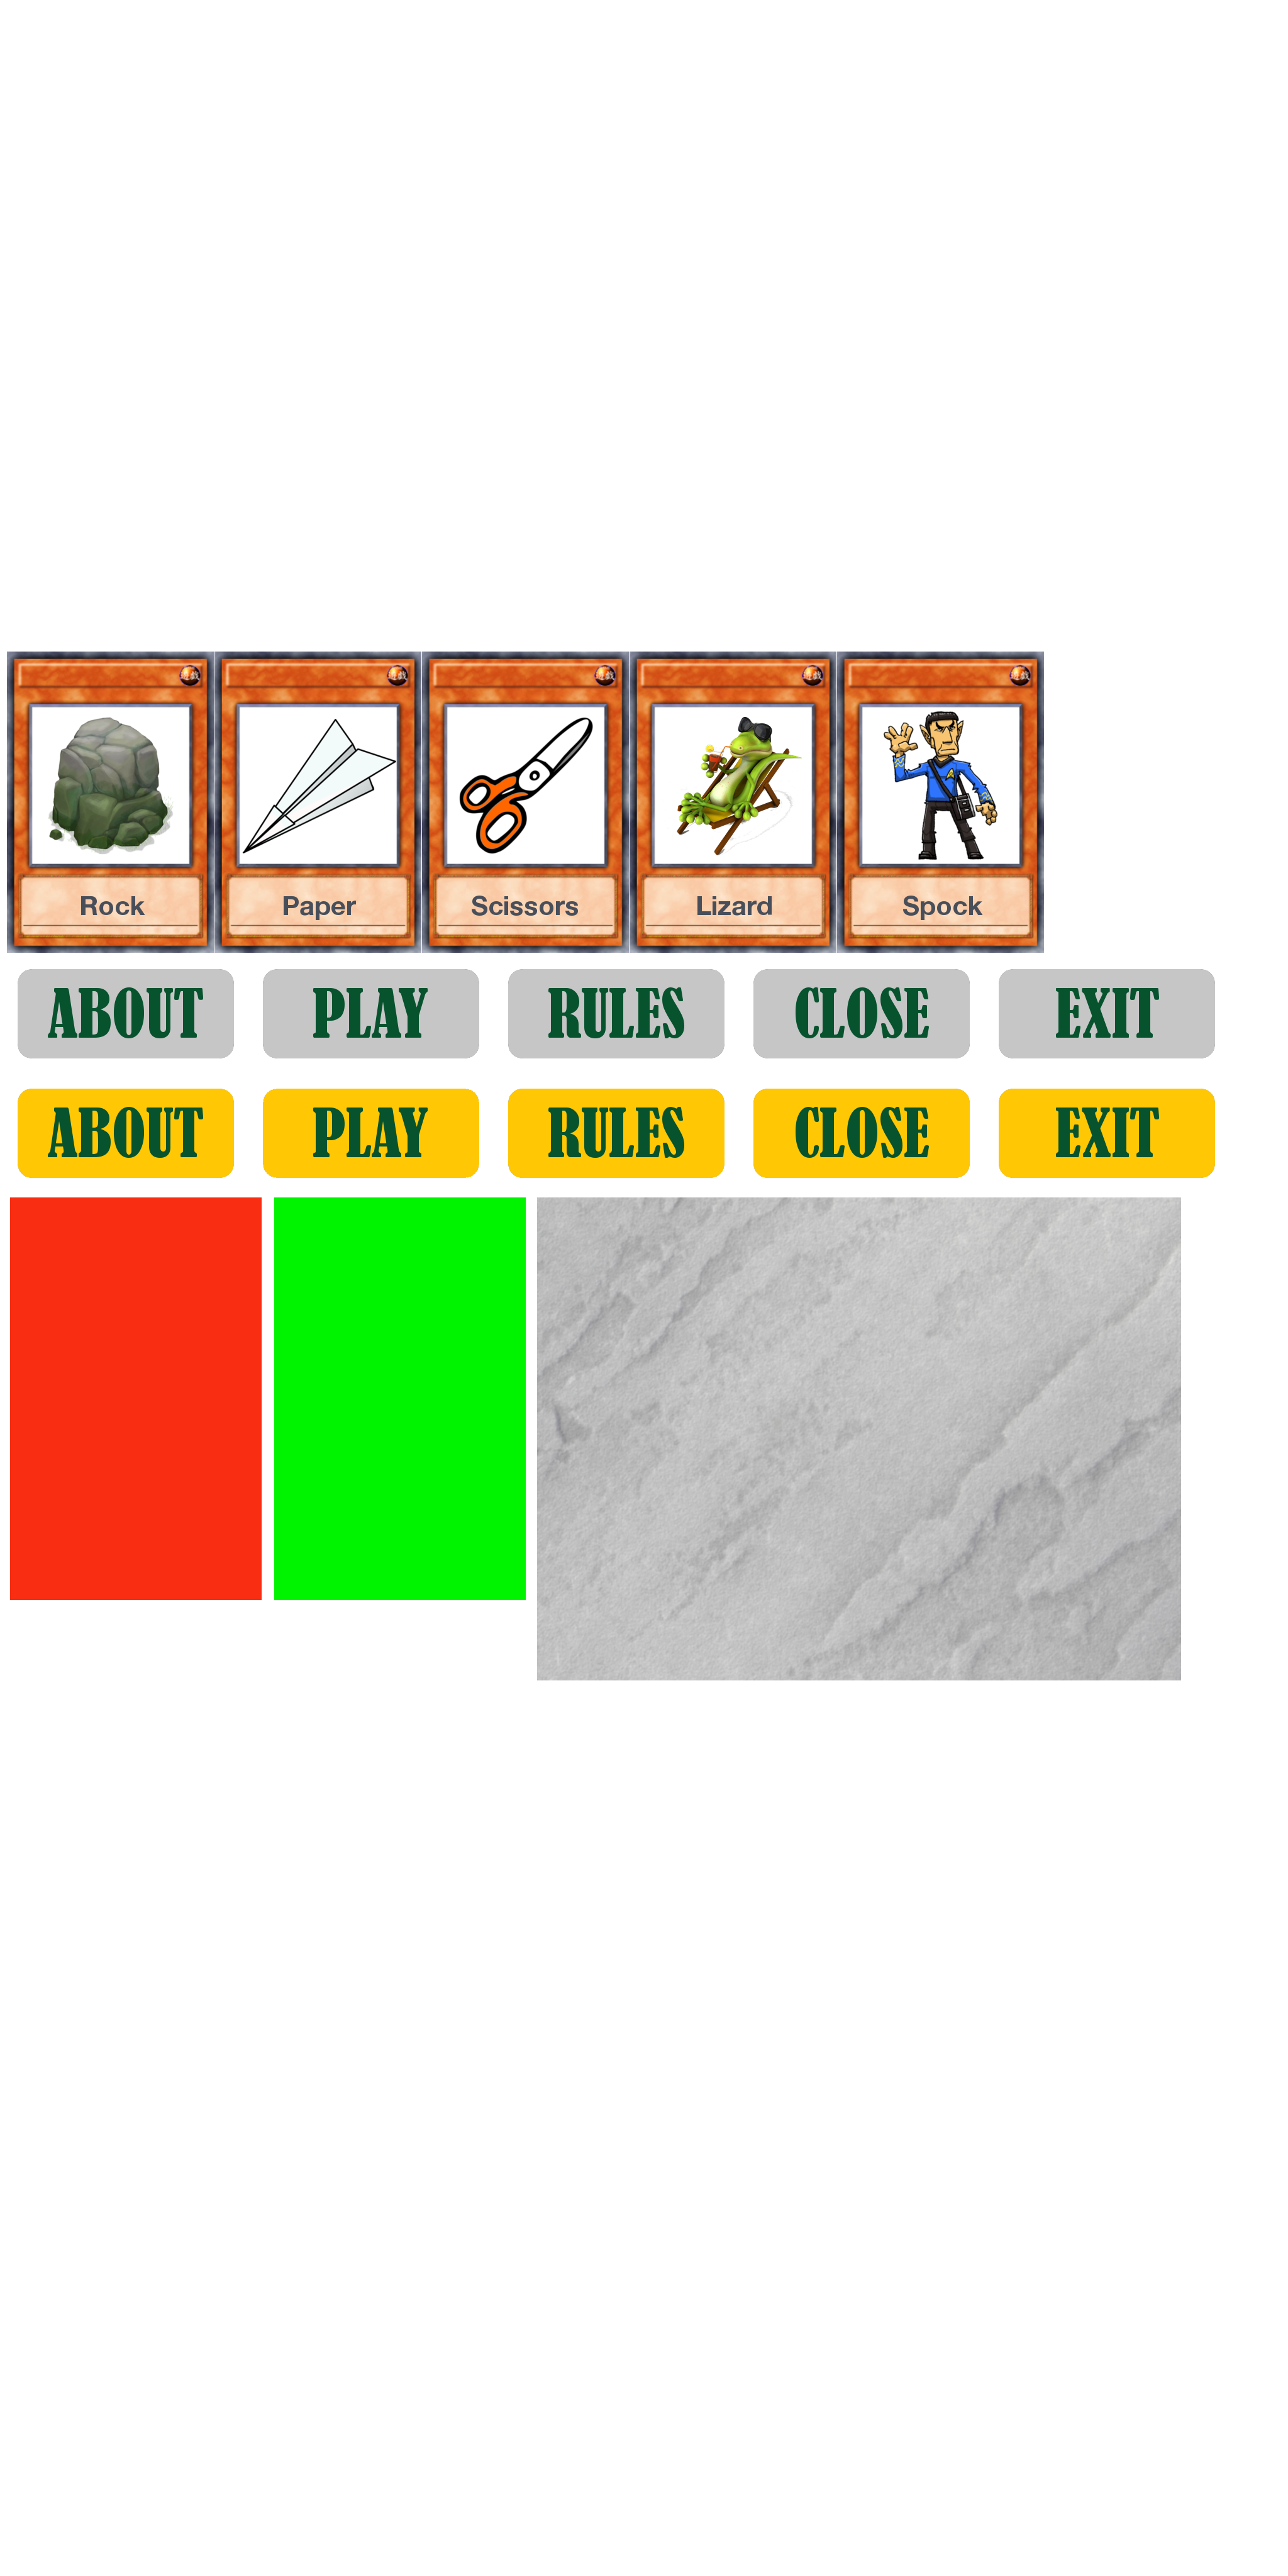 Rock
Paper
Scissors
Lizard
Spock
ABOUT
PLAY
RULES
CLOSE
EXIT
ABOUT
PLAY
RULES
CLOSE
EXIT